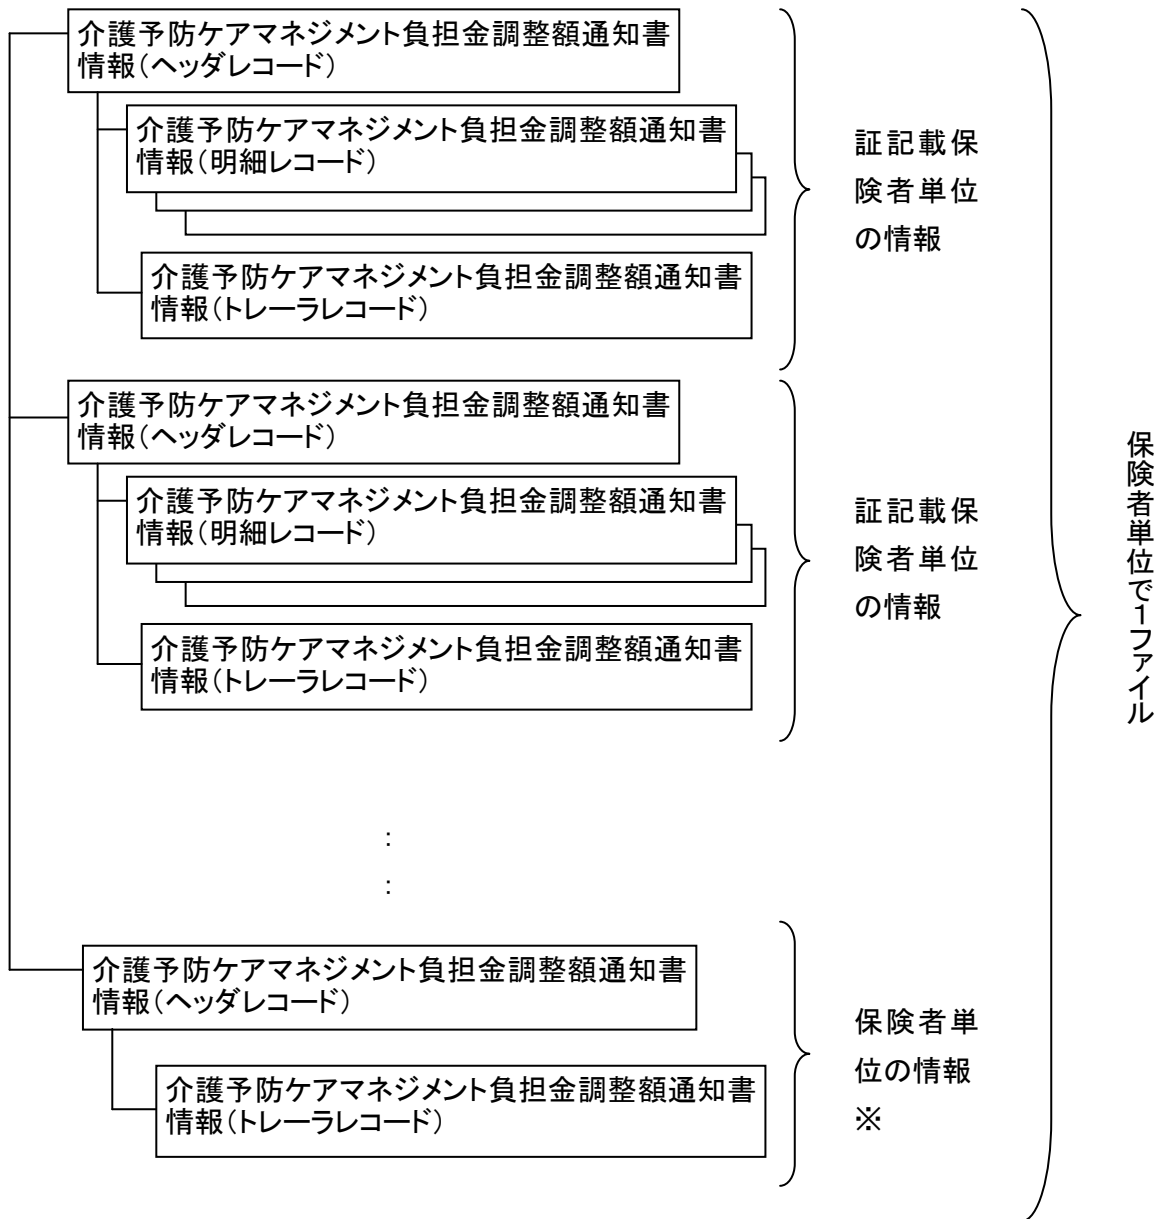 介護予防ケアマネジメント負担金調整額通知書
情報(ヘッダレコード)
介護予防ケアマネジメント負担金調整額通知書
情報(明細レコード)
介護予防ケアマネジメント負担金調整額通知書
情報(トレーラレコード)
証記載保
険者単位
の情報
介護予防ケアマネジメント負担金調整額通知書
情報(ヘッダレコード)
介護予防ケアマネジメント負担金調整額通知書
情報(明細レコード)
介護予防ケアマネジメント負担金調整額通知書
情報(トレーラレコード)
証記載保
険者単位
の情報
:
:
介護予防ケアマネジメント負担金調整額通知書
情報(ヘッダレコード)
介護予防ケアマネジメント負担金調整額通知書
情報(トレーラレコード)
保険者単
位の情報
※
保険者単位で1ファイル